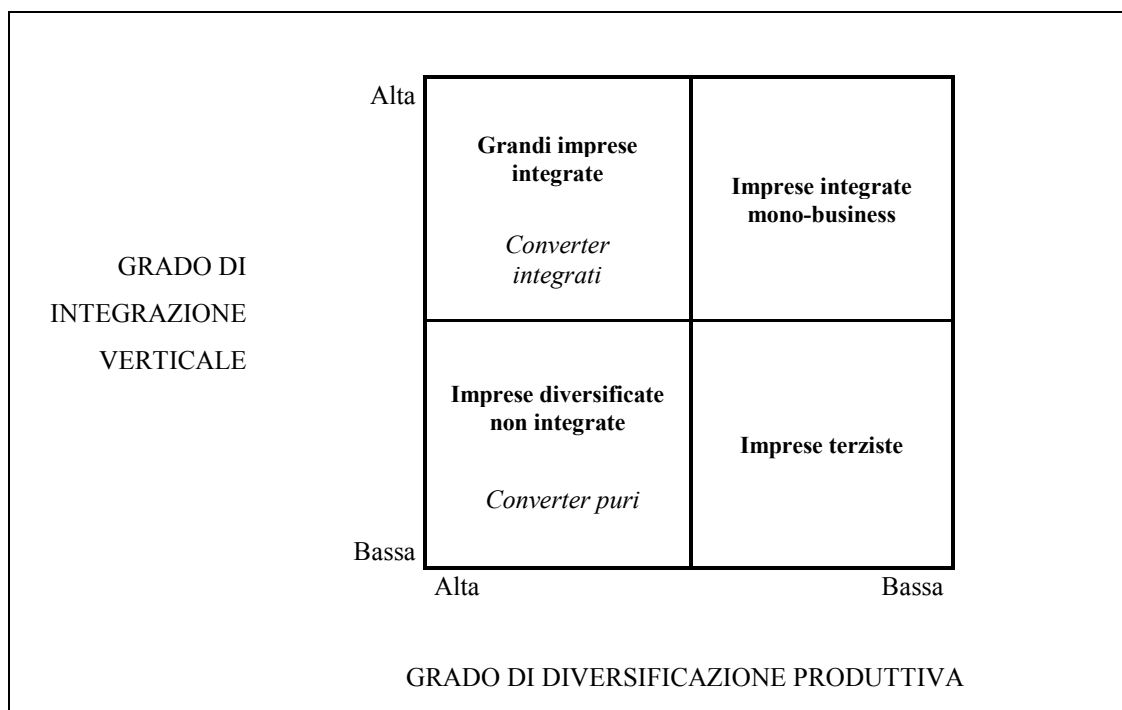 Alta
Grandi imprese
integrate
Converter
integrati
Imprese integrate
mono-business
GRADO DI
INTEGRAZIONE
VERTICALE
Imprese diversificate
non integrate
Converter puri
Imprese terziste
Bassa
Alta
Bassa
GRADO DI DIVERSIFICAZIONE PRODUTTIVA